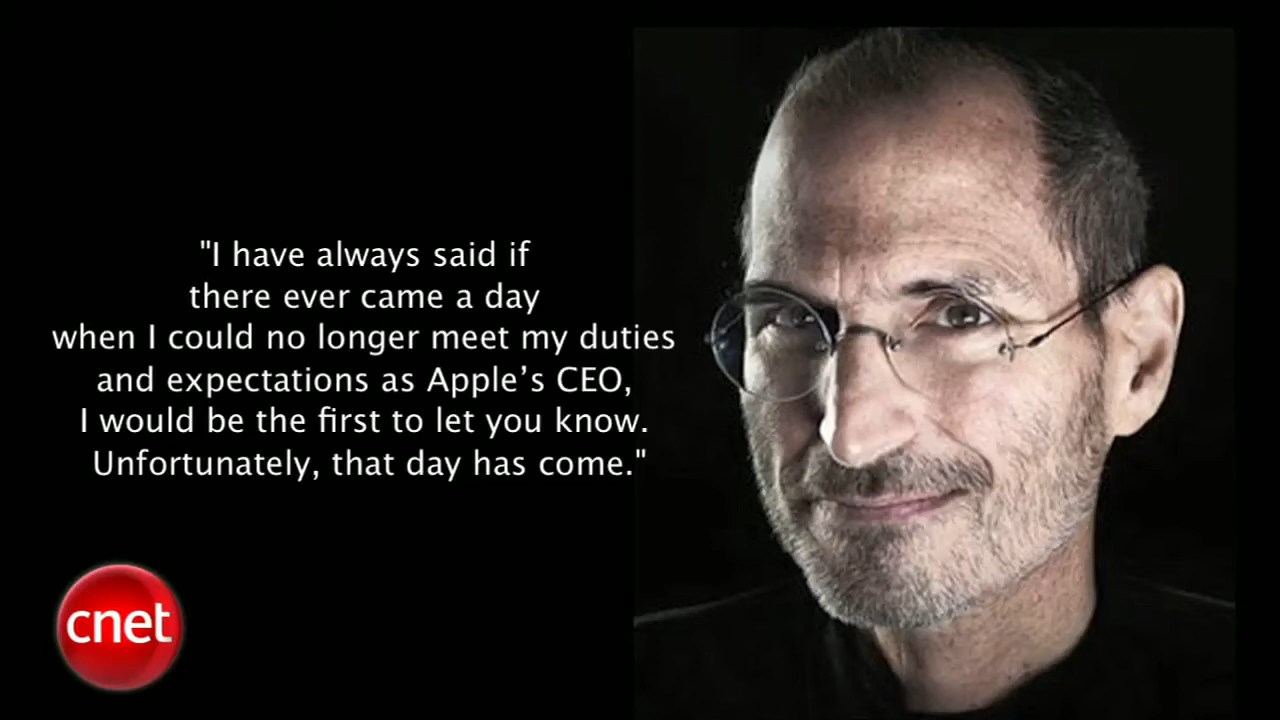 "I have always said if
there ever came a day
when I could no longer meet my duties
and expectations as Apple’s CEO,
I would be the first to let you know.
Unfortunately, that day has come."
cnet